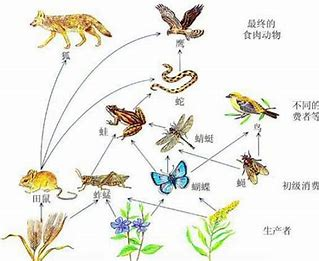 最终的
食肉动物
狐
鹰
蛇
不同的
费者等
蛙
蜻蜓
鸟
田鼠
蚱蜢
蝴蝶
蝇
初级消费
生产者